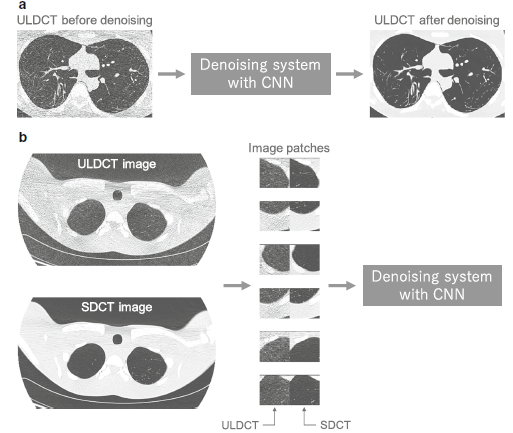 a
ULDCT before denoising
ULDCT after denoising
Denoising system
with CNN
b
ULDCT image
Image patches
SDCT image
Denoising system
with CNN
ULDCT
SDCT